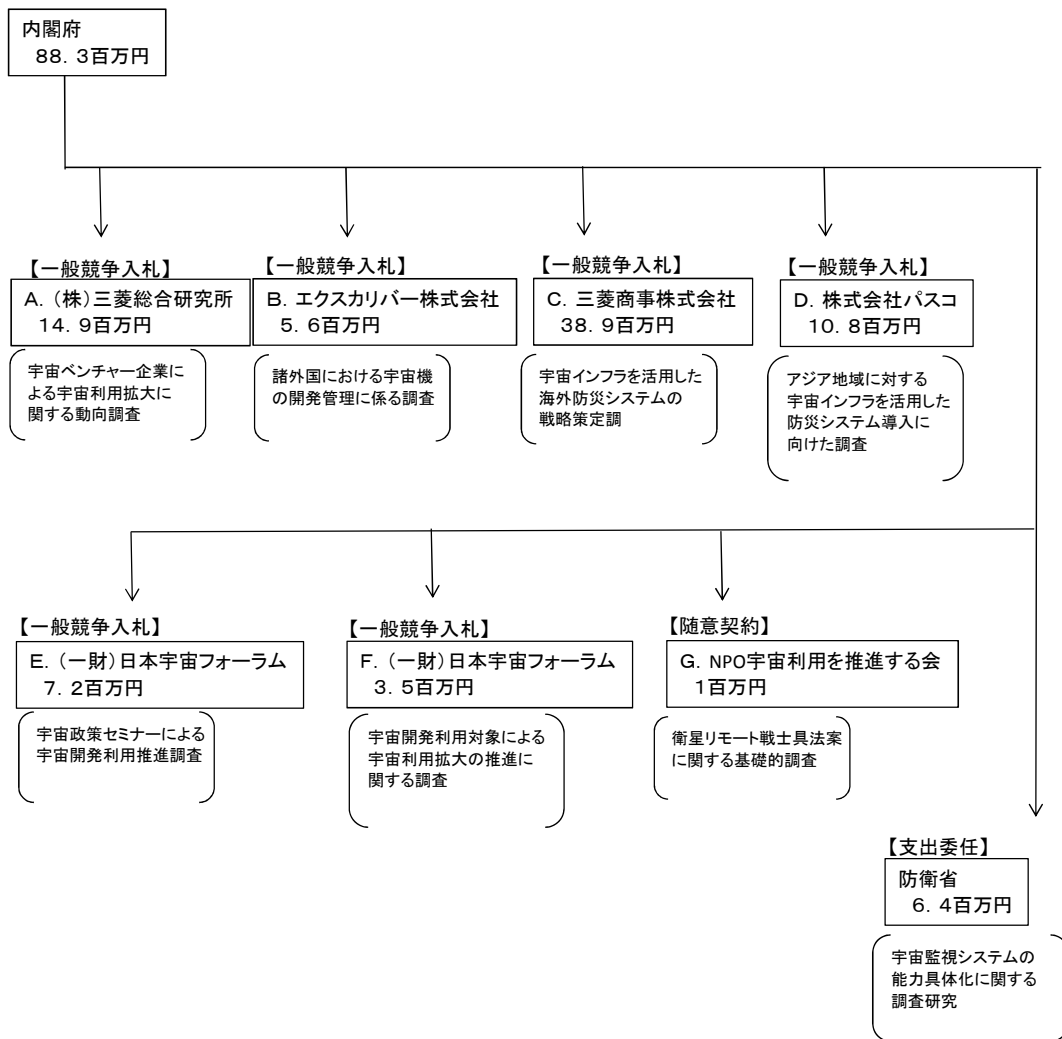 内閣府
88.3百万円
【一般競争入札】
A.(株)三菱総合研究所
14.9百万円
宇宙ベンチャー企業に
よる宇宙利用拡大に
関する動向調査
【一般競争入札】
B.エクスカリバー株式会社
5.6百万円
諸外国における宇宙機
の開発管理に係る調査
【一般競争入札】
C.三菱商事株式会社
38.9百万円
宇宙インフラを活用した
海外防災システムの
戦略策定調
【一般競争入札】
D.株式会社パスコ
10.8百万円
アジア地域に対する
宇宙インフラを活用した
防災システム導入に
向けた調査
【一般競争入札】
E.(一財)日本宇宙フォーラム
7.2百万円
宇宙政策セミナーによる
宇宙開発利用推進調査
【一般競争入札】
F.(一財)日本宇宙フォーラム
3.5百万円
宇宙開発利用対象による
宇宙利用拡大の推進に
関する調査
【随意契約】
G.NPO宇宙利用を推進する会
1百万円
衛星リモート戦士具法案
に関する基礎的調査
【支出委任】
防衛省
6.4百万円
宇宙監視システムの
能力具体化に関する
調査研究